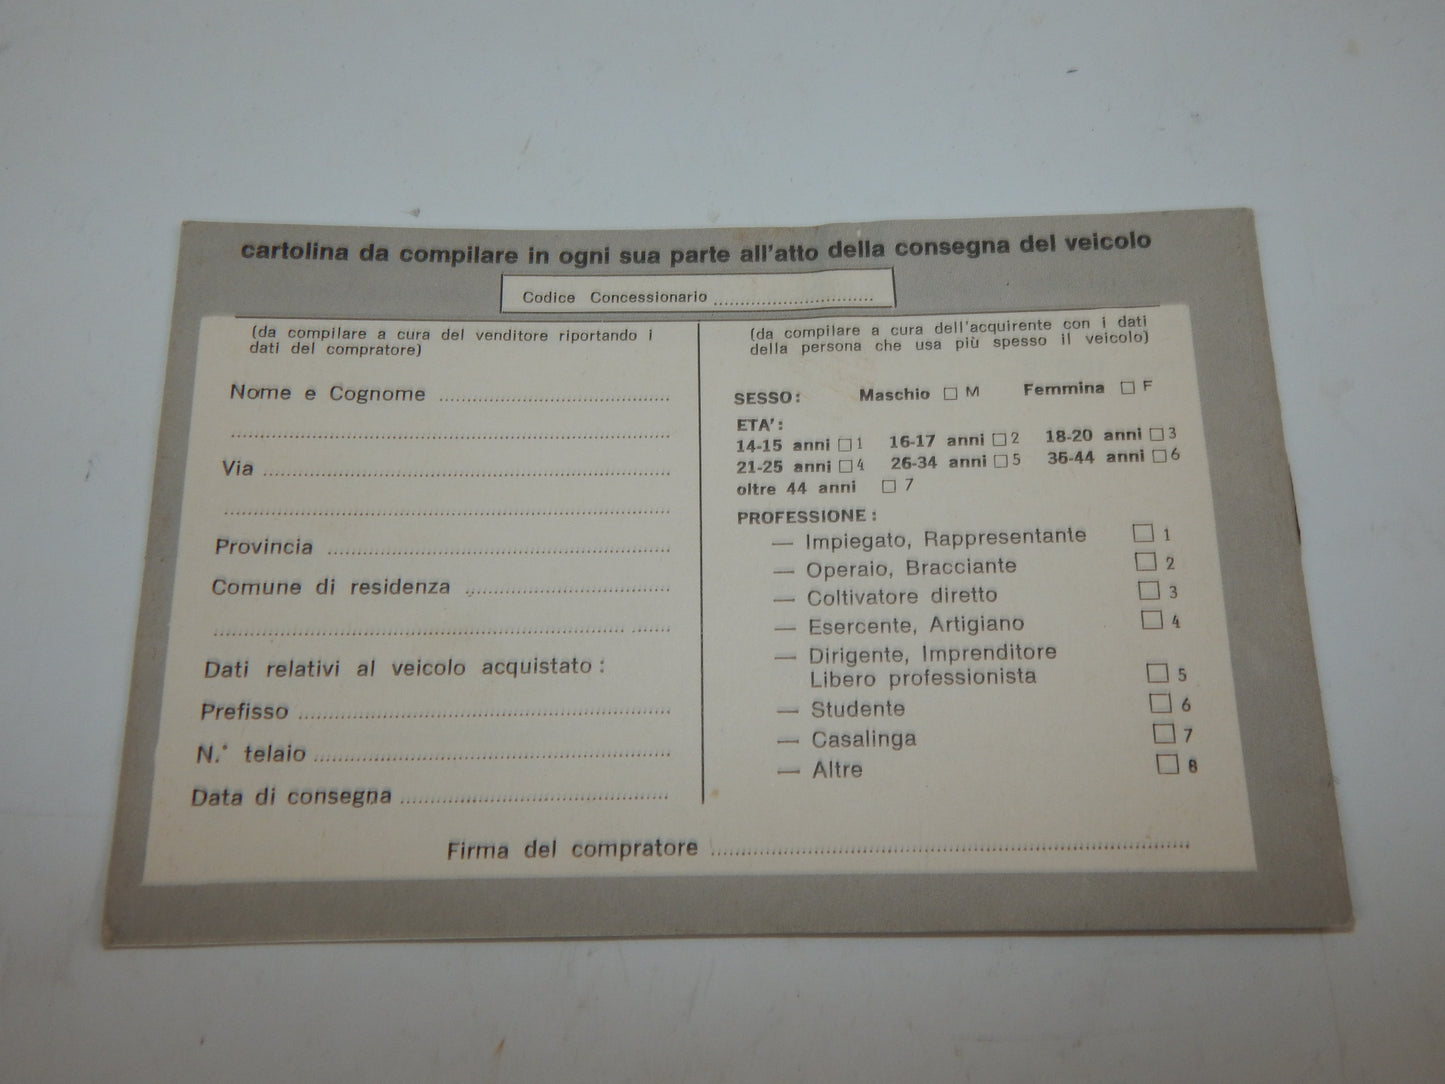 cartolina da compilare in ogni sua parte all'atto della consegna del veicolo
Codice Concessionario ..............................
(da compilare a cura del venditore riportando i
dati del compratore)
Nome e Cognome ..............................
..............................
Via ..............................
..............................
Provincia ..............................
Comune di residenza ..............................
..............................
Dati relativi al veicolo acquistato :
Prefisso ..............................
N.° telaio ..............................
Data di consegna ..............................
(da compilare a cura dell'acquirente con i dati
della persona che usa più spesso il veicolo)
SESSO: Maschio □ M Femmina □ F
ETA':
14-15 anni □ 1 16-17 anni □ 2 18-20 anni □ 3
21-25 anni □ 4 26-34 anni □ 5 35-44 anni □ 6
oltre 44 anni □ 7
PROFESSIONE :
— Impiegato, Rappresentante □ 1
— Operaio, Bracciante □ 2
— Coltivatore diretto □ 3
— Esercente, Artigiano □ 4
— Dirigente, Imprenditore
Libero professionista □ 5
— Studente □ 6
— Casalinga □ 7
— Altre □ 8
Firma del compratore ..............................